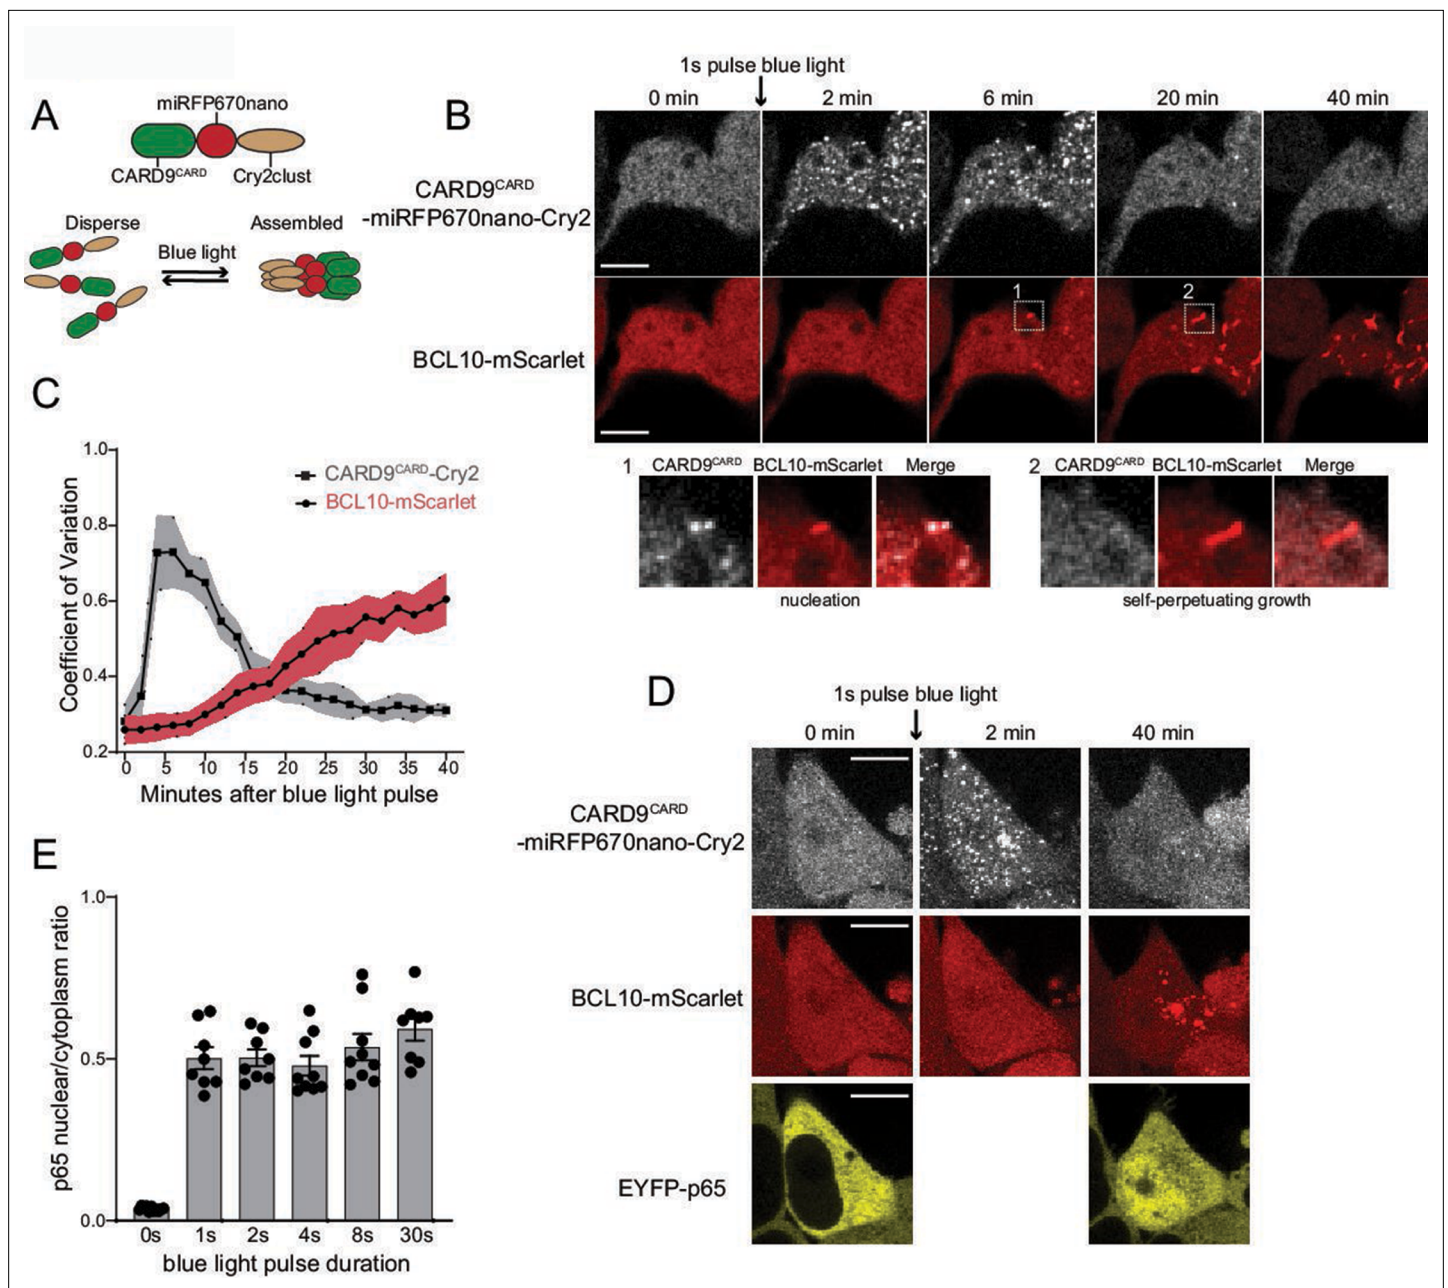 A
miRFP670nano
CARD9CARD
Cry2clust
Disperse
Assembled
Blue light
B
1s pulse blue light
0 min
2 min
6 min
20 min
40 min
CARD9CARD
-miRFP670nano-Cry2
1
2
BCL10-mScarlet
1
CARD9CARD
BCL10-mScarlet
Merge
nucleation
2
CARD9CARD
BCL10-mScarlet
Merge
self-perpetuating growth
C
1.0
0.8
0.6
0.4
0.2
Coefficient of Variation
CARD9CARD-Cry2
BCL10-mScarlet
0
5
10
15
20
25
30
35
40
Minutes after blue light pulse
D
1s pulse blue light
0 min
2 min
40 min
CARD9CARD
-miRFP670nano-Cry2
BCL10-mScarlet
EYFP-p65
E
1.0
0.5
0.0
p65 nuclear/cytoplasm ratio
0s
1s
2s
4s
8s
30s
blue light pulse duration